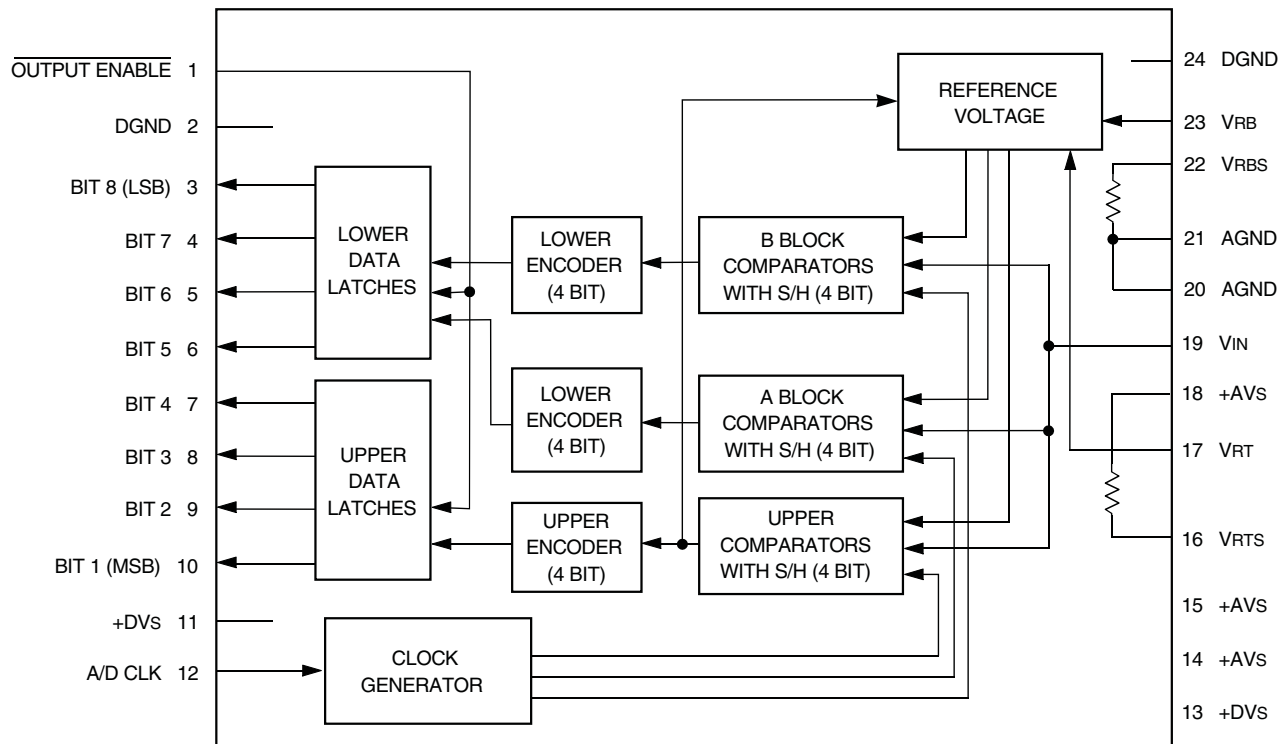 OUTPUT ENABLE 1
DGND 2
BIT 8 (LSB) 3
BIT 7 4
BIT 6 5
BIT 5 6
BIT 4 7
BIT 3 8
BIT 2 9
BIT 1 (MSB) 10
+DVS 11
A/D CLK 12
LOWER
DATA
LATCHES
UPPER
DATA
LATCHES
LOWER
ENCODER
(4 BIT)
LOWER
ENCODER
(4 BIT)
UPPER
ENCODER
(4 BIT)
CLOCK
GENERATOR
REFERENCE
VOLTAGE
B BLOCK
COMPARATORS
WITH S/H (4 BIT)
A BLOCK
COMPARATORS
WITH S/H (4 BIT)
UPPER
COMPARATORS
WITH S/H (4 BIT)
24 DGND
23 VRB
22 VRBS
21 AGND
20 AGND
19 VIN
18 +AVS
17 VRT
16 VRTS
15 +AVS
14 +AVS
13 +DVS